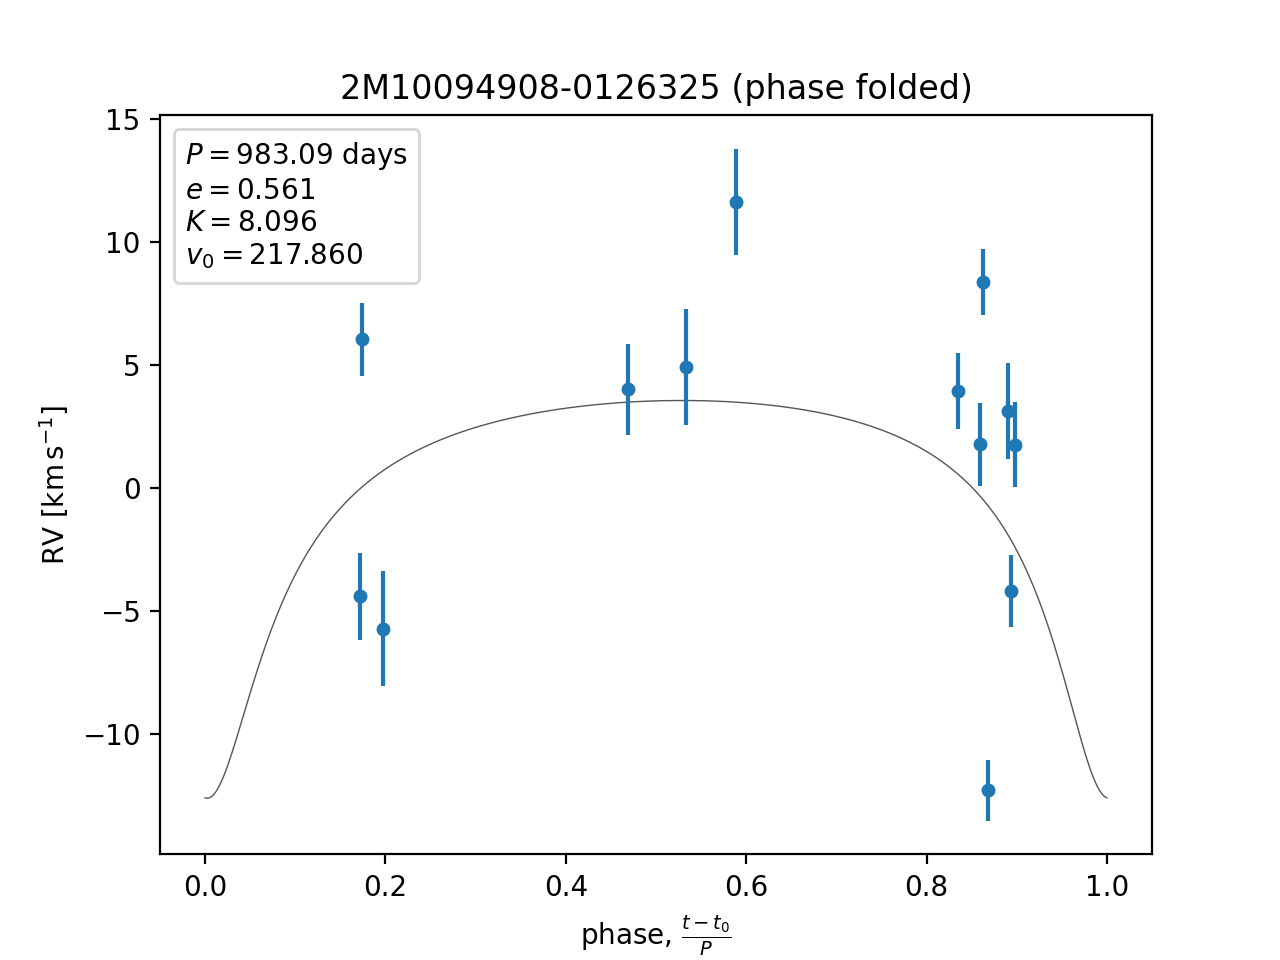 2M10094908-0126325 (phase folded)
P = 983.09 days
e = 0.561
K = 8.096
v₀ = 217.860
15
10
5
0
−5
−10
RV [km s⁻¹]
0.0 0.2 0.4 0.6 0.8 1.0
phase, (t − t₀)/P